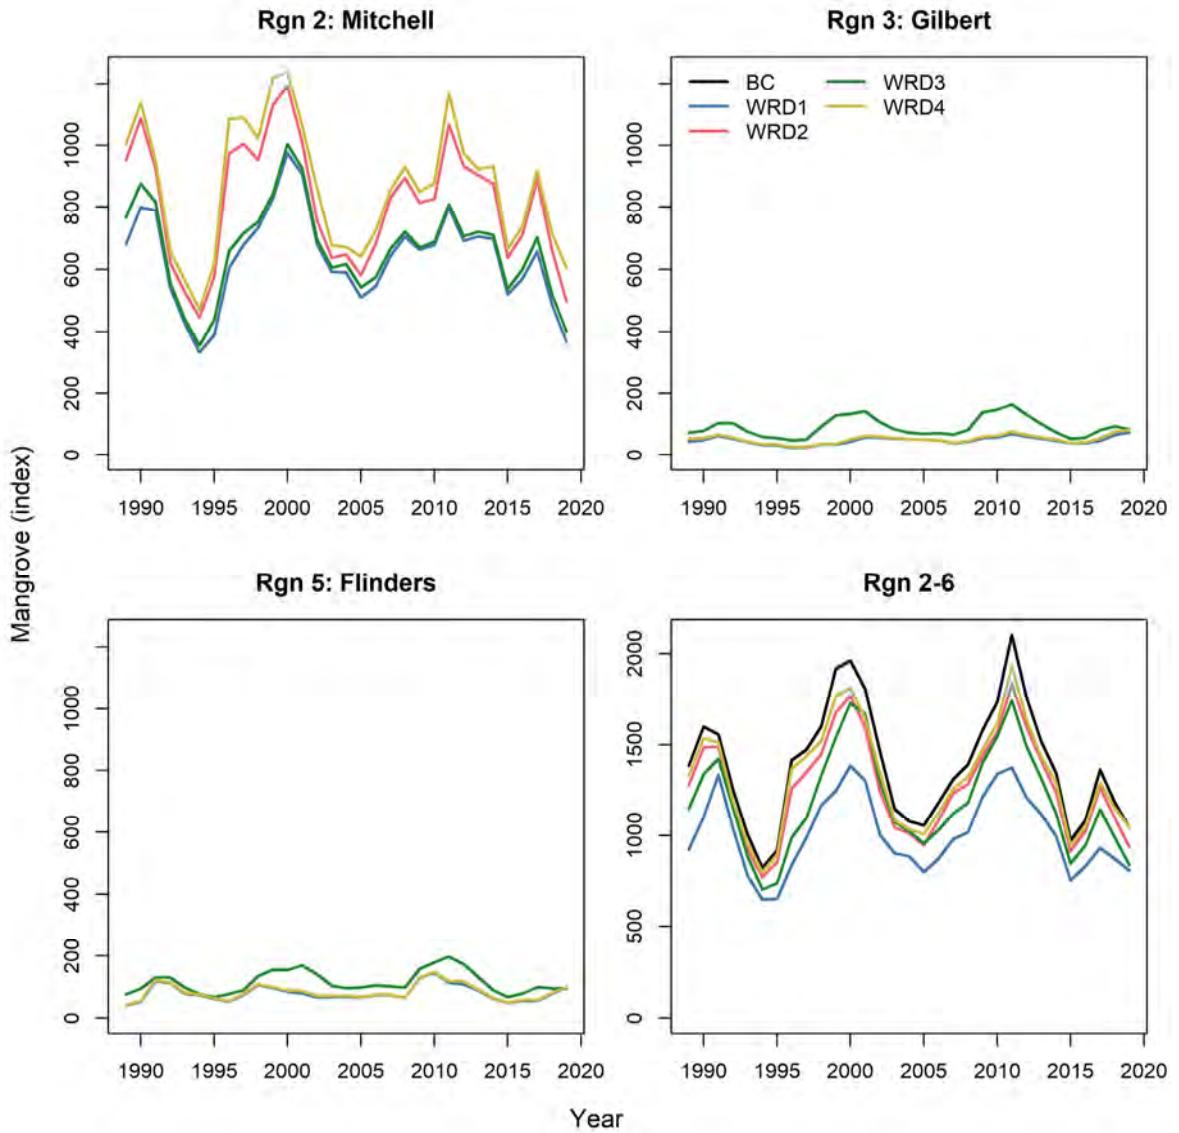 Rgn 2: Mitchell
0 200 400 600 800 1000
1990 1995 2000 2005 2010 2015 2020
Rgn 3: Gilbert
BC WRD3
WRD1 WRD4
WRD2
0 200 400 600 800 1000
1990 1995 2000 2005 2010 2015 2020
Mangrove (index)
Rgn 5: Flinders
0 200 400 600 800 1000
1990 1995 2000 2005 2010 2015 2020
Rgn 2-6
0 500 1000 1500 2000
1990 1995 2000 2005 2010 2015 2020
Year